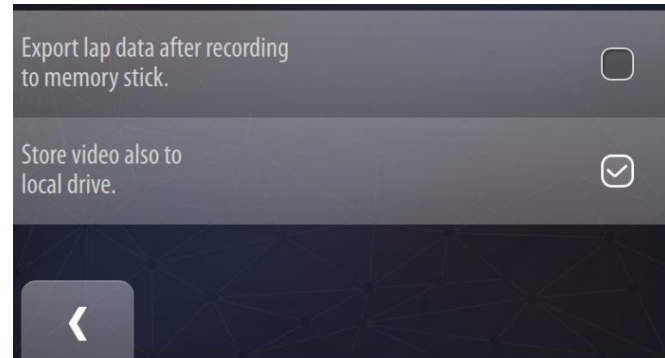 Export lap data after recording
to memory stick.
Store video also to
local drive.